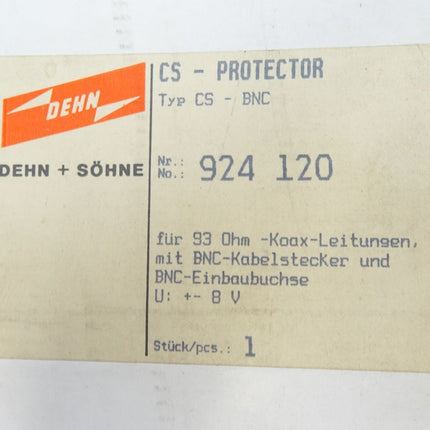 DEHN
DEHN + SÖHNE
CS - PROTECTOR
Typ CS - BNC
Nr.:
No.: 924 120
für 93 Ohm -Koax-Leitungen,
mit BNC-Kabelstecker und
BNC-Einbaubuchse
U: +- 8 V
Stück/pcs.: 1